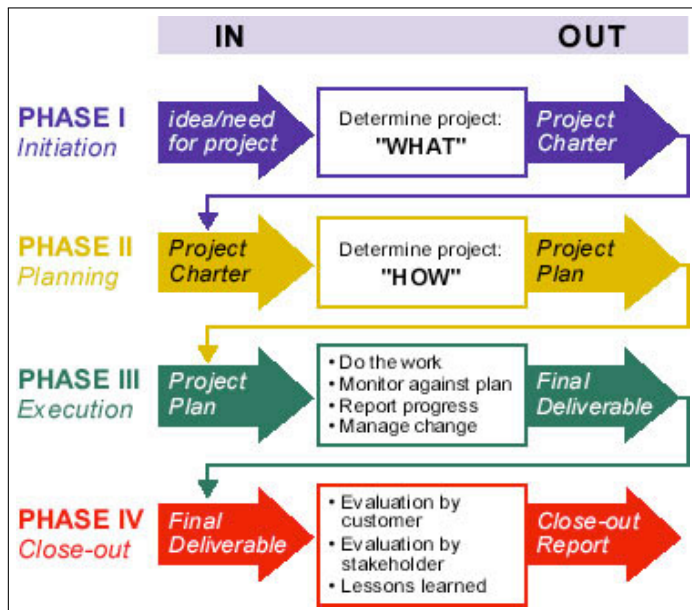 IN
OUT
PHASE I
Initiation
idea/need
for project
Determine project:
"WHAT"
Project
Charter
PHASE II
Planning
Project
Charter
Determine project:
"HOW"
Project
Plan
PHASE III
Execution
Project
Plan
• Do the work
• Monitor against plan
• Report progress
• Manage change
Final
Deliverable
PHASE IV
Close-out
Final
Deliverable
• Evaluation by
customer
• Evaluation by
stakeholder
• Lessons learned
Close-out
Report